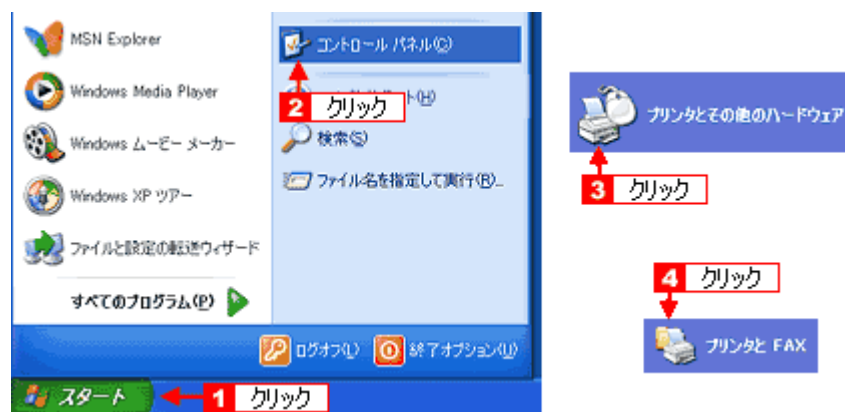 MSN Explorer
Windows Media Player
Windows ムービー メーカー
Windows XP ツアー
ファイルと設定の転送ウィザード
すべてのプログラム(P)
コントロール パネル(C)
2 クリック
ト(H)
検索(S)
ファイル名を指定して実行(R)...
ログオフ(L)
終了オプション(U)
スタート
1 クリック
プリンタとその他のハードウェア
3 クリック
4 クリック
プリンタと FAX